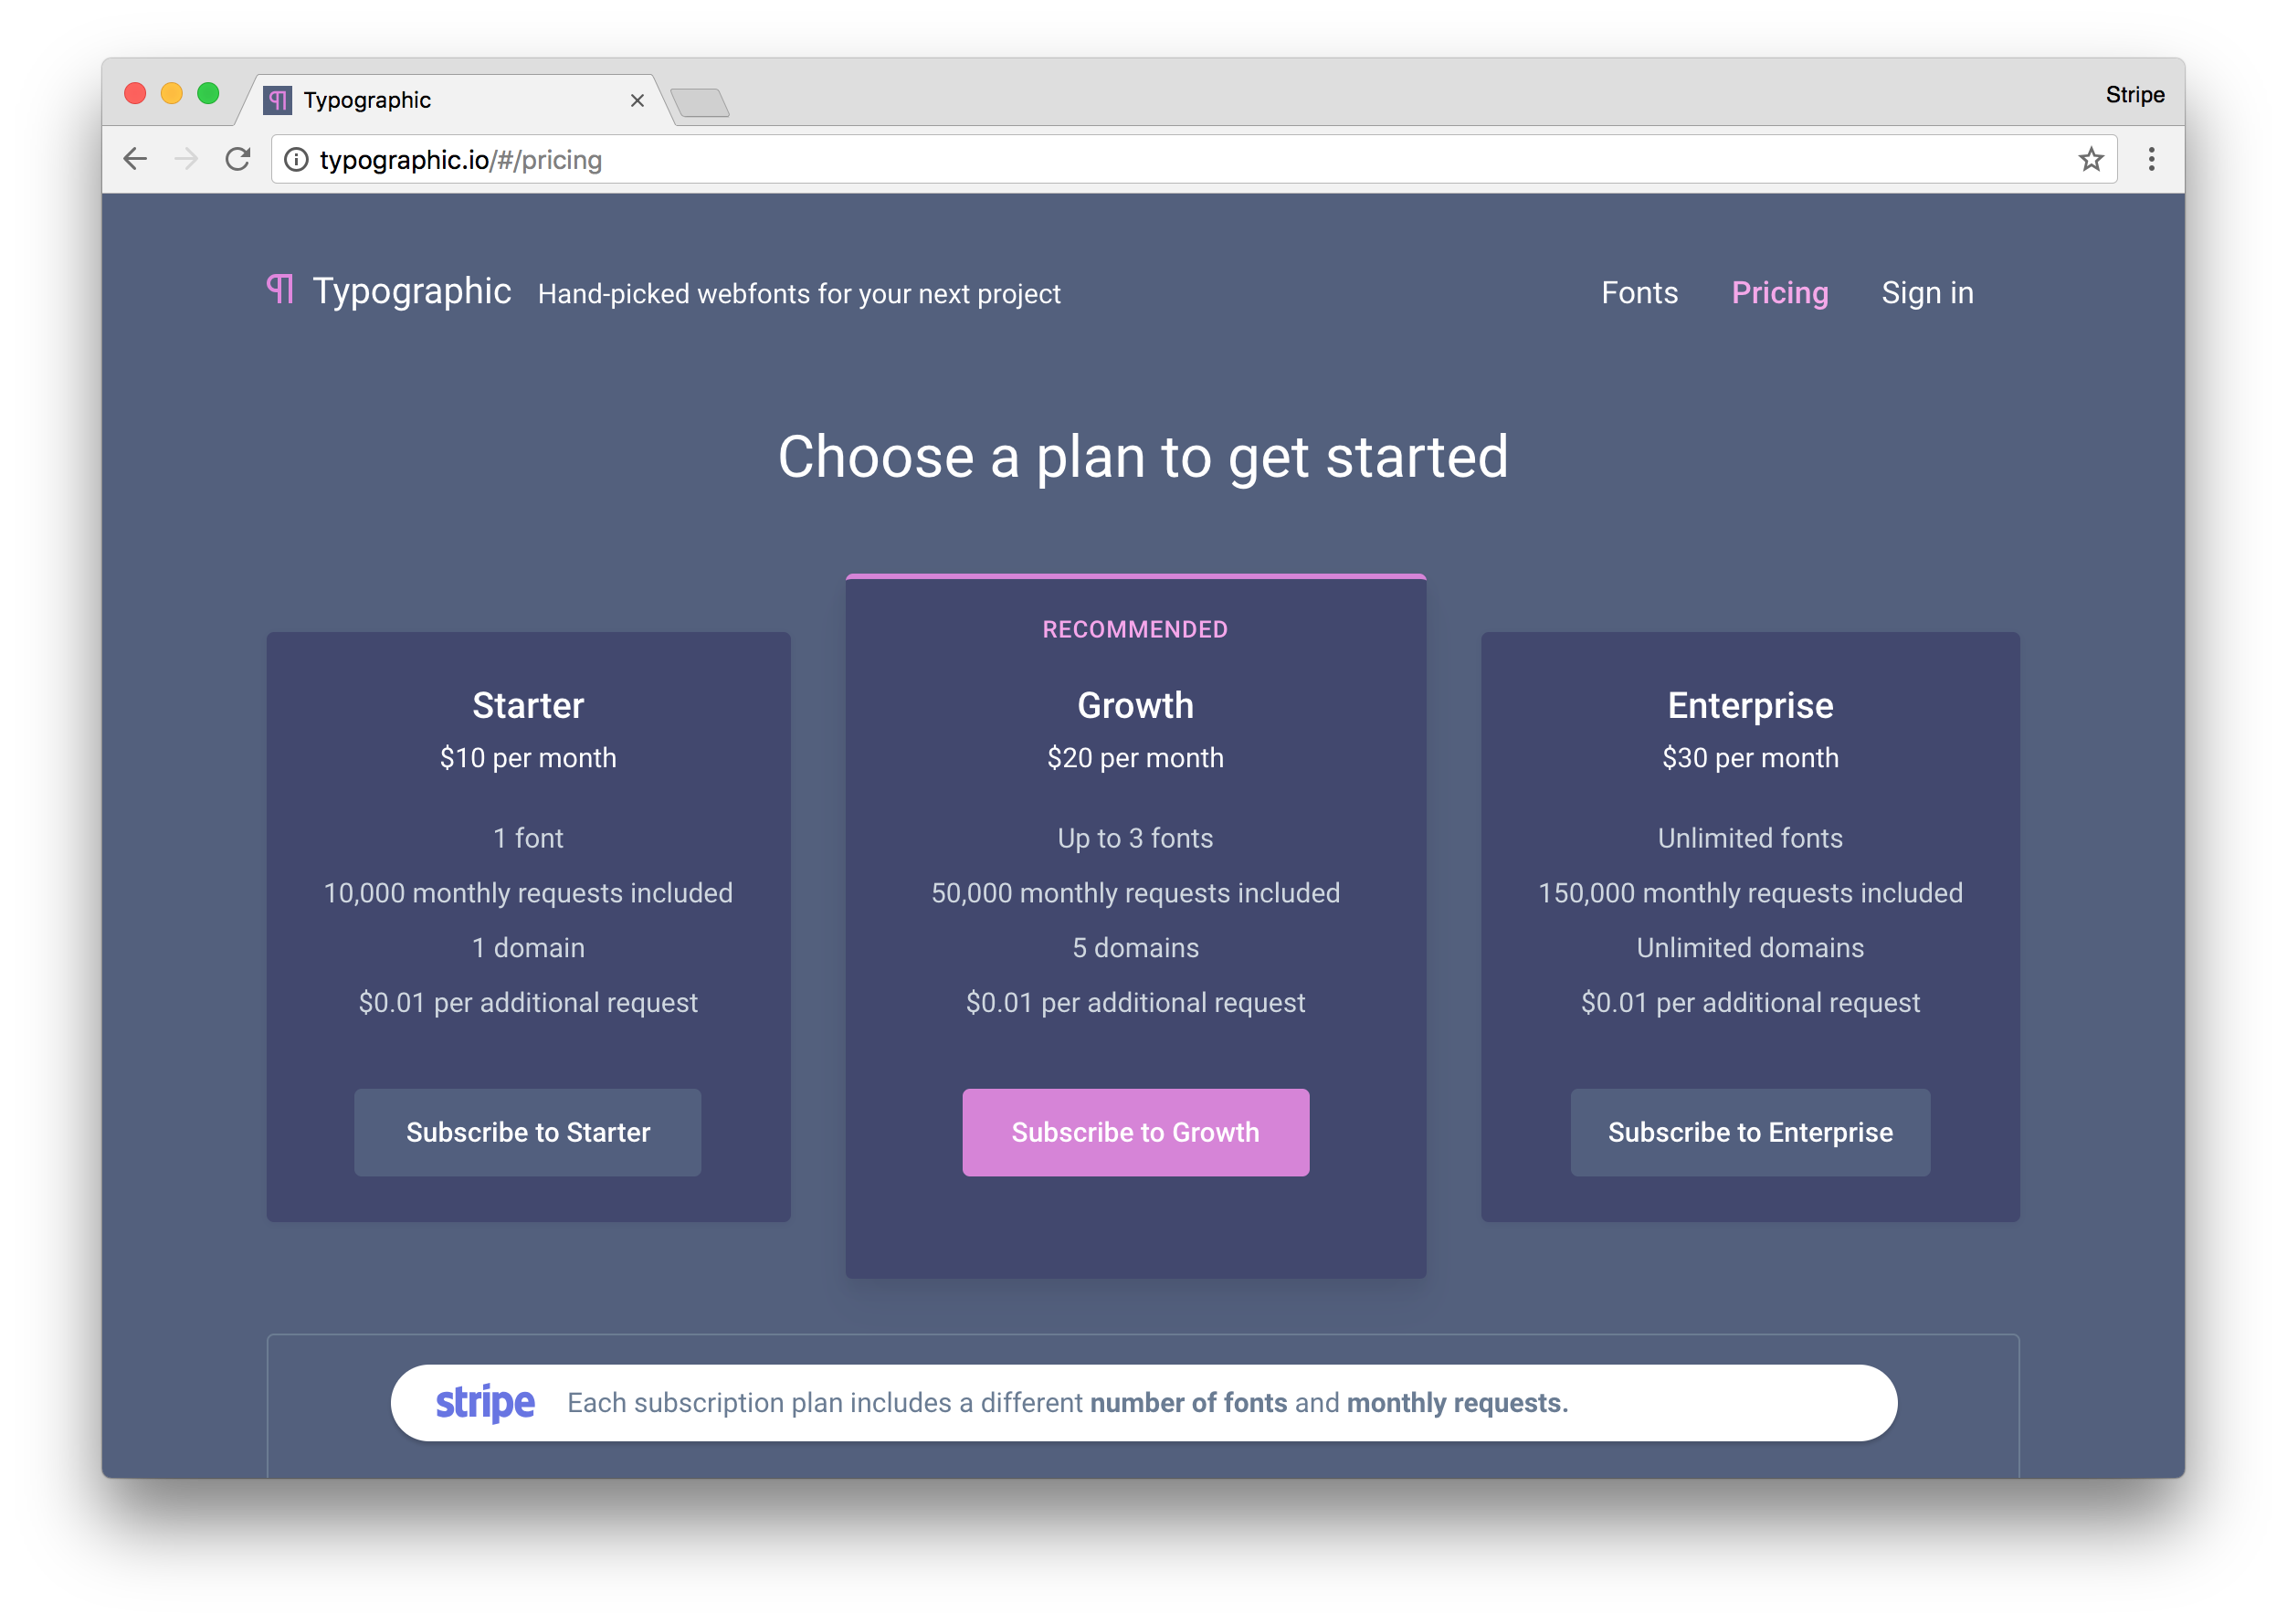 Typographic
Stripe
typographic.io/#/pricing
¶ Typographic Hand-picked webfonts for your next project Fonts Pricing Sign in
Choose a plan to get started
Starter
$10 per month
1 font
10,000 monthly requests included
1 domain
$0.01 per additional request
Subscribe to Starter
RECOMMENDED
Growth
$20 per month
Up to 3 fonts
50,000 monthly requests included
5 domains
$0.01 per additional request
Subscribe to Growth
Enterprise
$30 per month
Unlimited fonts
150,000 monthly requests included
Unlimited domains
$0.01 per additional request
Subscribe to Enterprise
stripe Each subscription plan includes a different number of fonts and monthly requests.